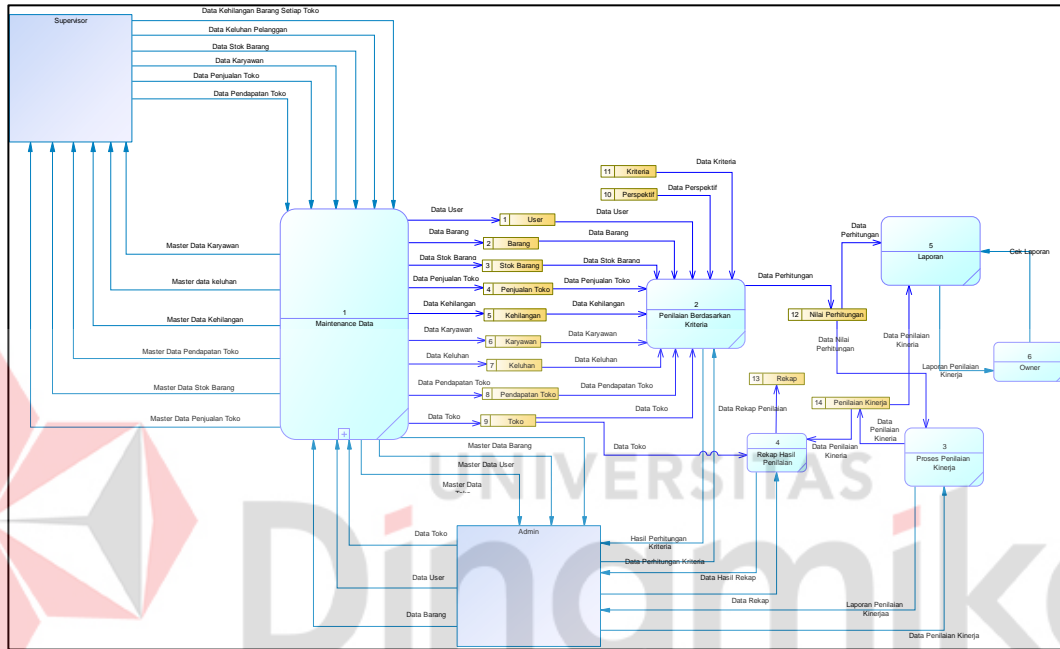 Data Kehilangan Barang Setiap Toko
Supervisor
Data Keluhan Pelanggan
Data Stok Barang
Data Karyawan
Data Penjualan Toko
Data Pendapatan Toko
11 Kriteria
Data Kriteria
10 Perspektif
Data Perspektif
Data User
1 User
Data User
Data Barang
2 Barang
Data Barang
Data Stok Barang
3 Stok Barang
Data Stok Barang
Data Penjualan Toko
4 Penjualan Toko
Data Penjualan Toko
Data Kehilangan
5 Kehilangan
Data Kehilangan
Data Karyawan
6 Karyawan
Data Karyawan
Data Keluhan
7 Keluhan
Data Keluhan
Data Pendapatan Toko
8 Pendapatan Toko
Data Pendapatan Toko
Data Toko
9 Toko
Data Toko
Data Toko
Master Data Karyawan
Master data keluhan
Master Data Kehilangan
Master Data Pendapatan Toko
Master Data Stok Barang
Master Data Penjualan Toko
1
Maintenance Data
2
Penilaian Berdasarkan
Kriteria
Data Perhitungan
12 Nilai Perhitungan
Data
Perhitungan
5
Laporan
Cek Laporan
Data Nilai
Perhitungan
Data Penilaian
Kinerja
Laporan Penilaian
Kinerja
6
Owner
13 Rekap
Data Rekap Penilaian
14 Penilaian Kinerja
Data
Penilaian
Kinerja
Data Penilaian
Kinerja
3
Proses Penilaian
Kinerja
4
Rekap Hasil
Penilaian
Master Data Barang
Master Data User
Master Data
Admin
Data Toko
Data User
Data Barang
Hasil Perhitungan
Kriteria
Data Perhitungan Kriteria
Data Hasil Rekap
Data Rekap
Laporan Penilaian
Kinerjaa
Data Penilaian Kinerja
UNIVERSITAS
Dinamika